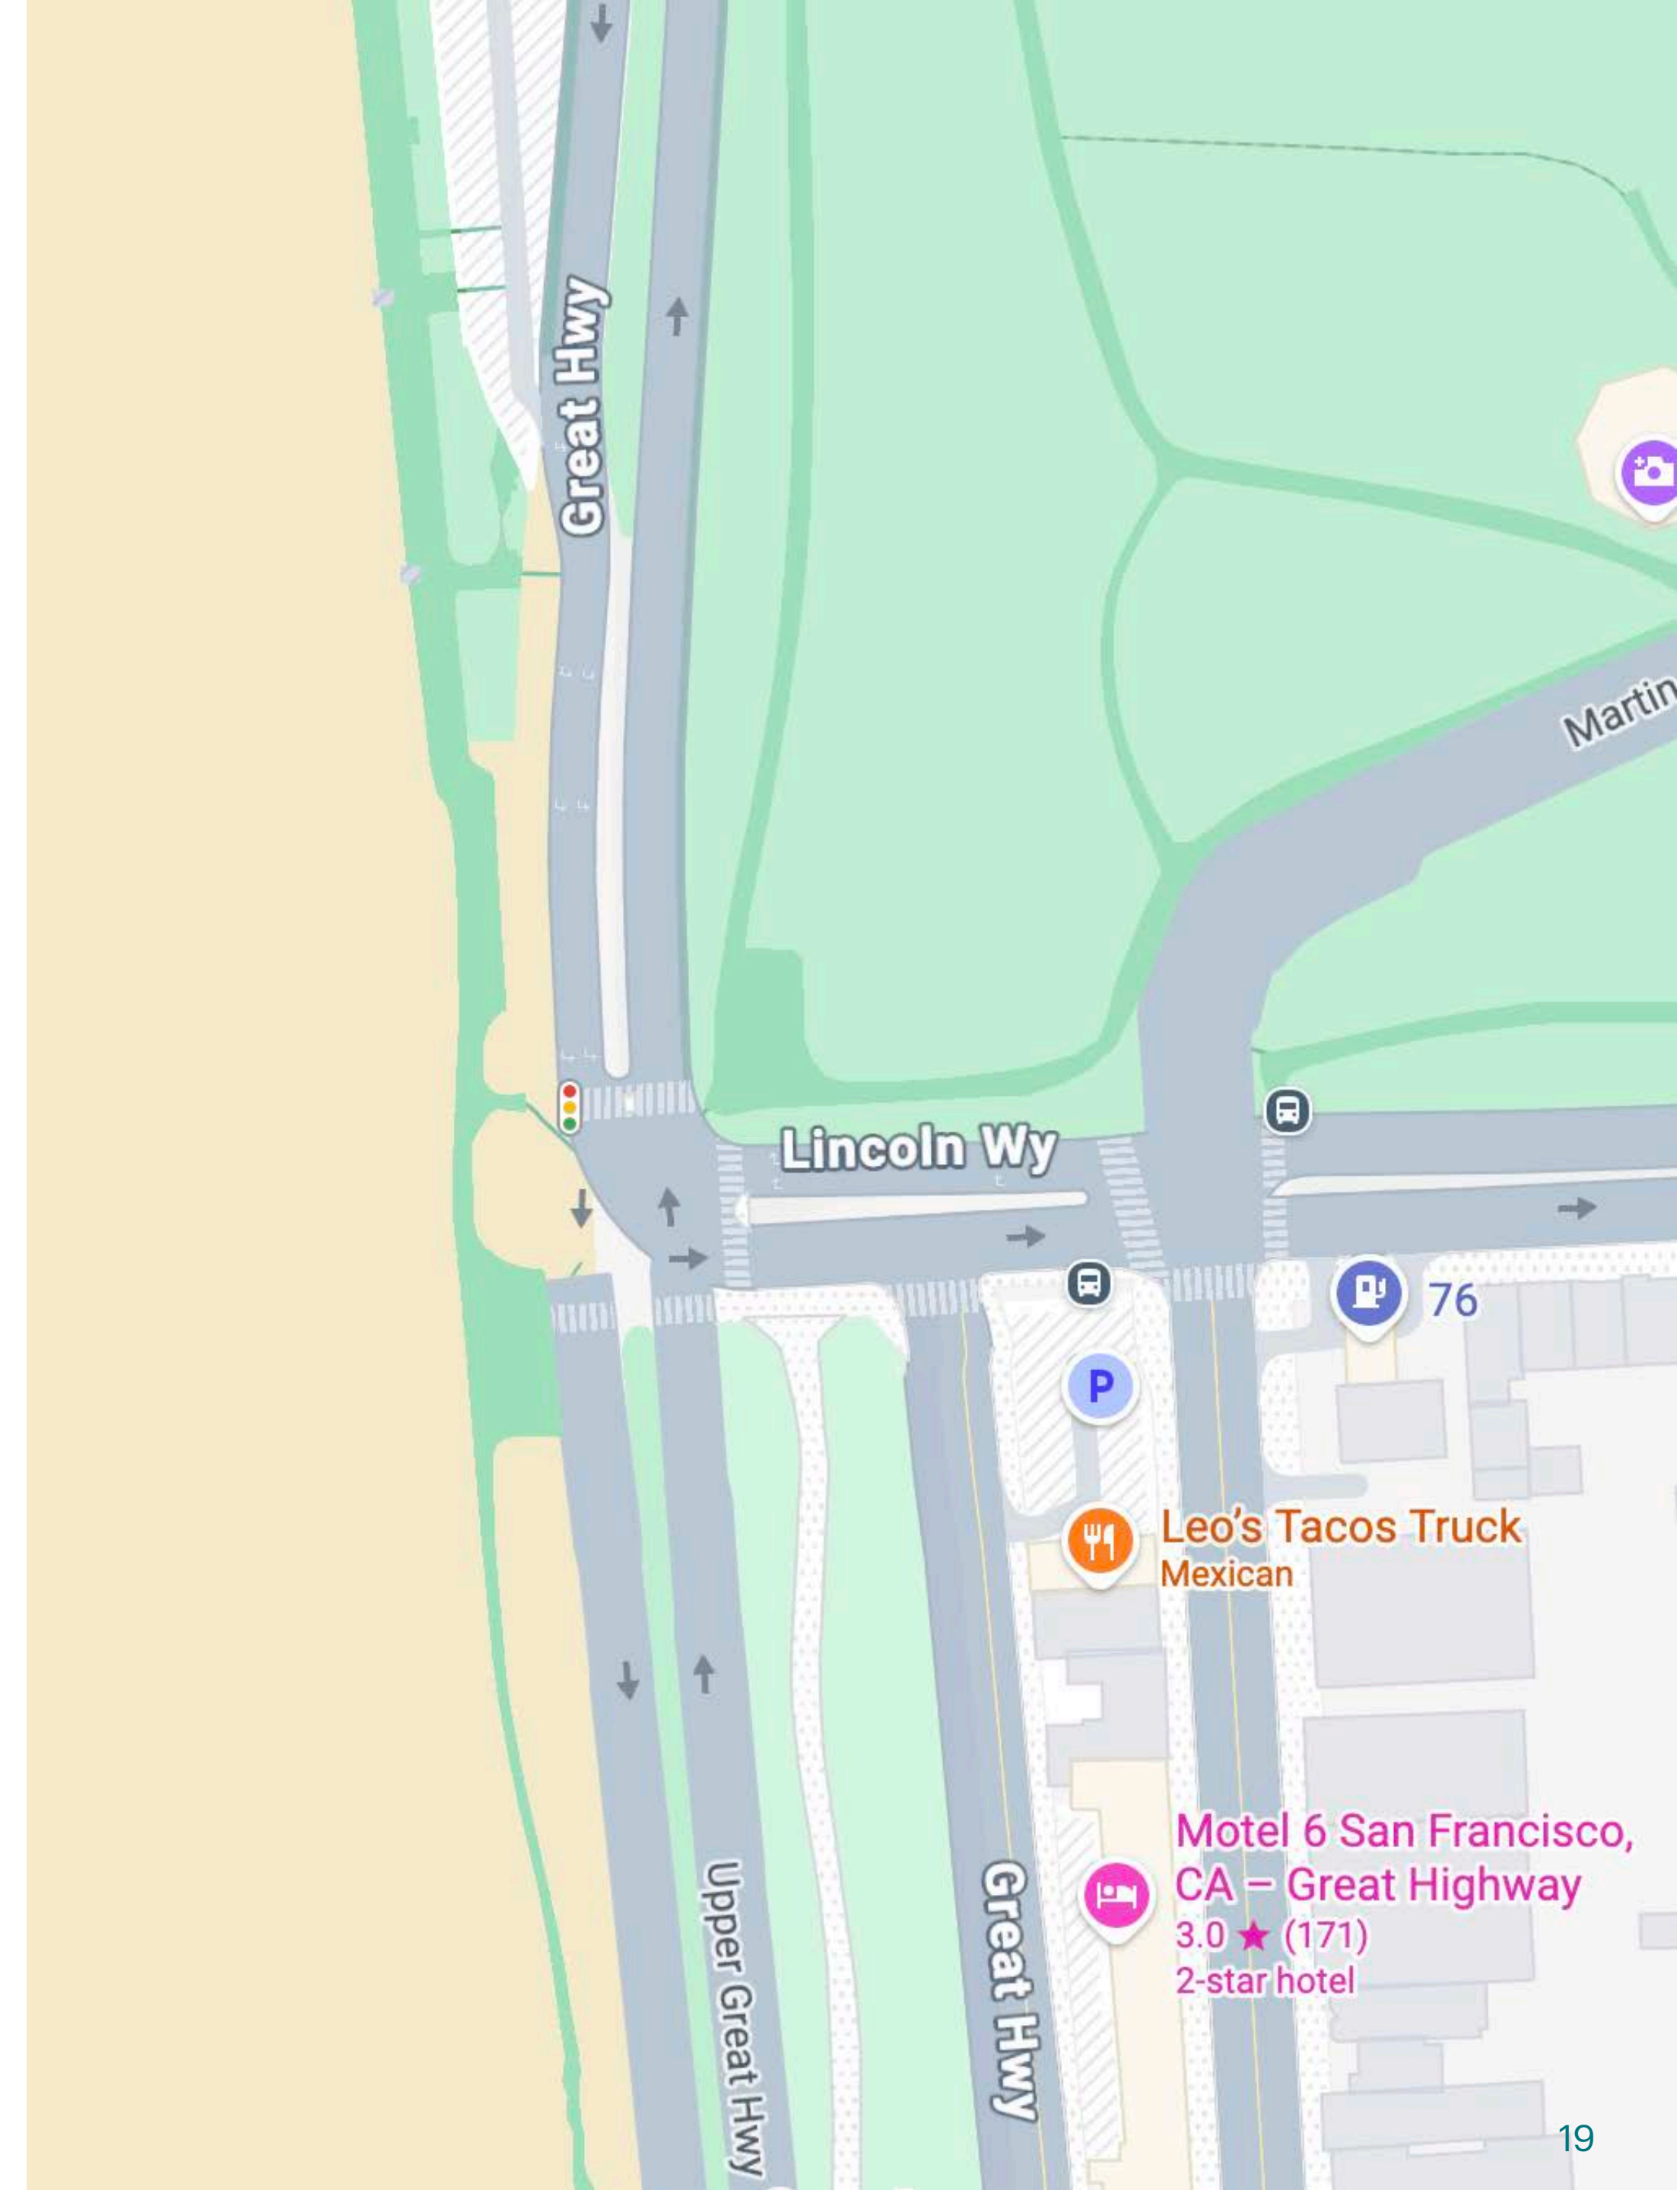 Great Hwy
Martin
Lincoln Wy
76
P
Leo's Tacos Truck
Mexican
Motel 6 San Francisco,
CA – Great Highway
3.0 ★ (171)
2-star hotel
Upper Great Hwy
Great Hwy
19